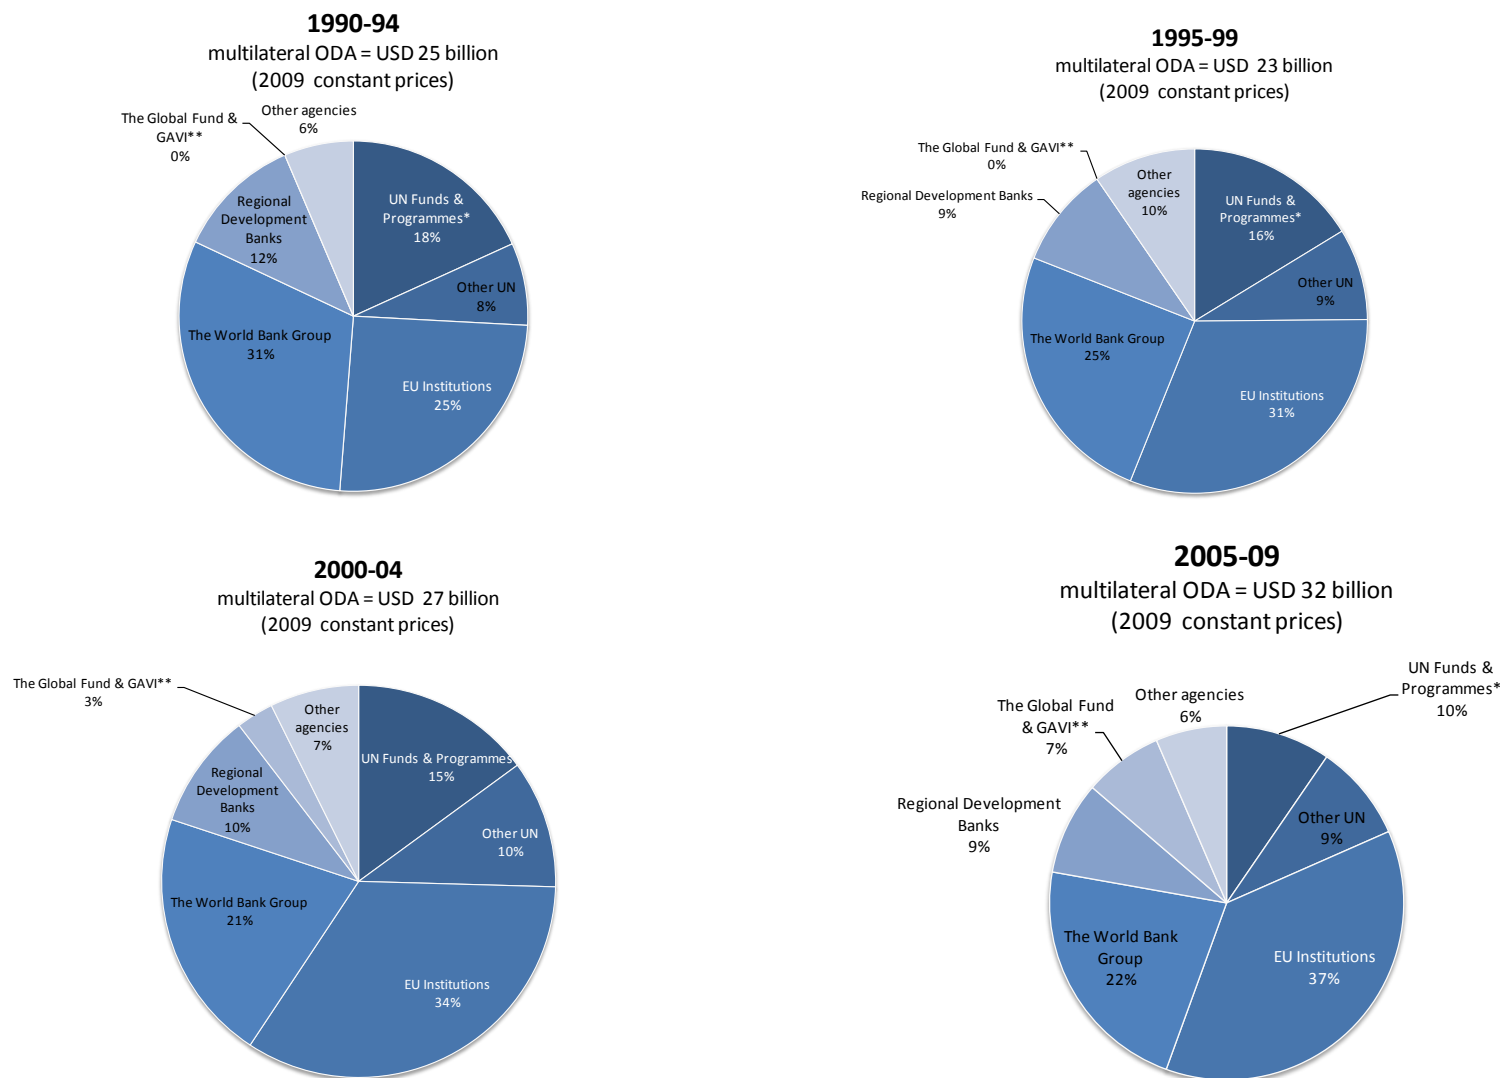 1990-94
multilateral ODA = USD 25 billion
(2009 constant prices)
The Global Fund &
GAVI**
0%
Other agencies
6%
UN Funds &
Programmes*
18%
Other UN
8%
EU Institutions
25%
The World Bank Group
31%
Regional
Development
Banks
12%
1995-99
multilateral ODA = USD 23 billion
(2009 constant prices)
The Global Fund & GAVI**
0%
Regional Development Banks
9%
Other
agencies
10%
UN Funds &
Programmes*
16%
Other UN
9%
EU Institutions
31%
The World Bank Group
25%
2000-04
multilateral ODA = USD 27 billion
(2009 constant prices)
The Global Fund & GAVI**
3%
Other
agencies
7%
UN Funds & Programmes
15%
Other UN
10%
EU Institutions
34%
The World Bank Group
21%
Regional
Development
Banks
10%
2005-09
multilateral ODA = USD 32 billion
(2009 constant prices)
UN Funds &
Programmes*
10%
Other agencies
6%
The Global Fund
& GAVI**
7%
Regional Development
Banks
9%
Other UN
9%
EU Institutions
37%
The World Bank
Group
22%